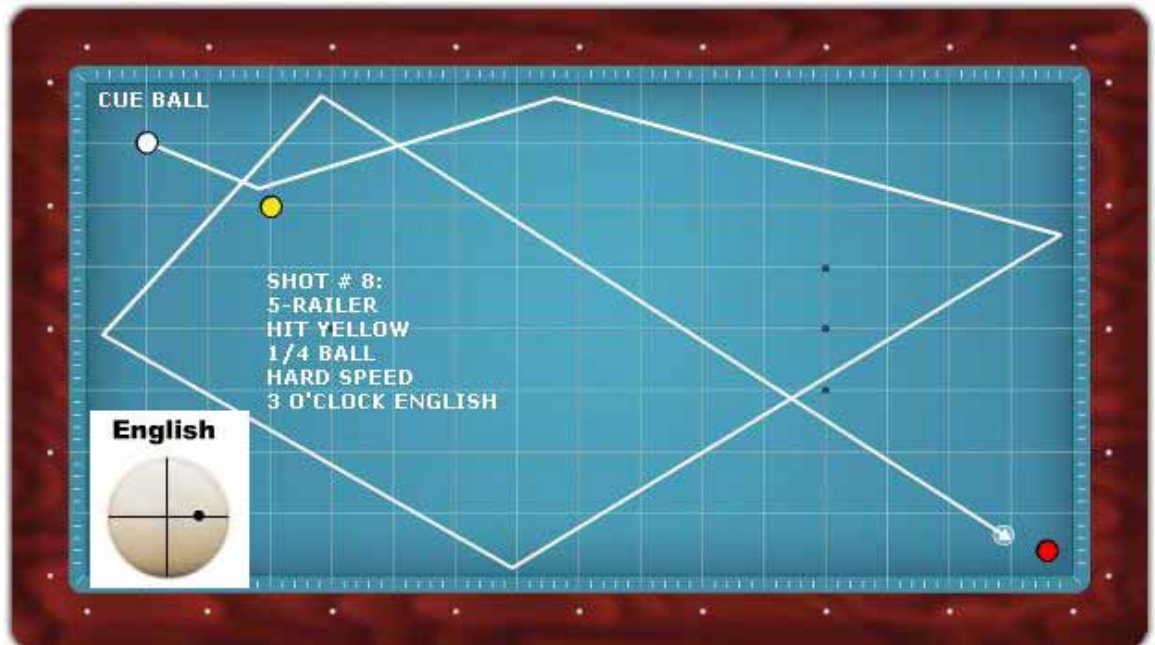 CUE BALL
SHOT # 8:
5-RAILER
HIT YELLOW
1/4 BALL
HARD SPEED
3 O'CLOCK ENGLISH
English